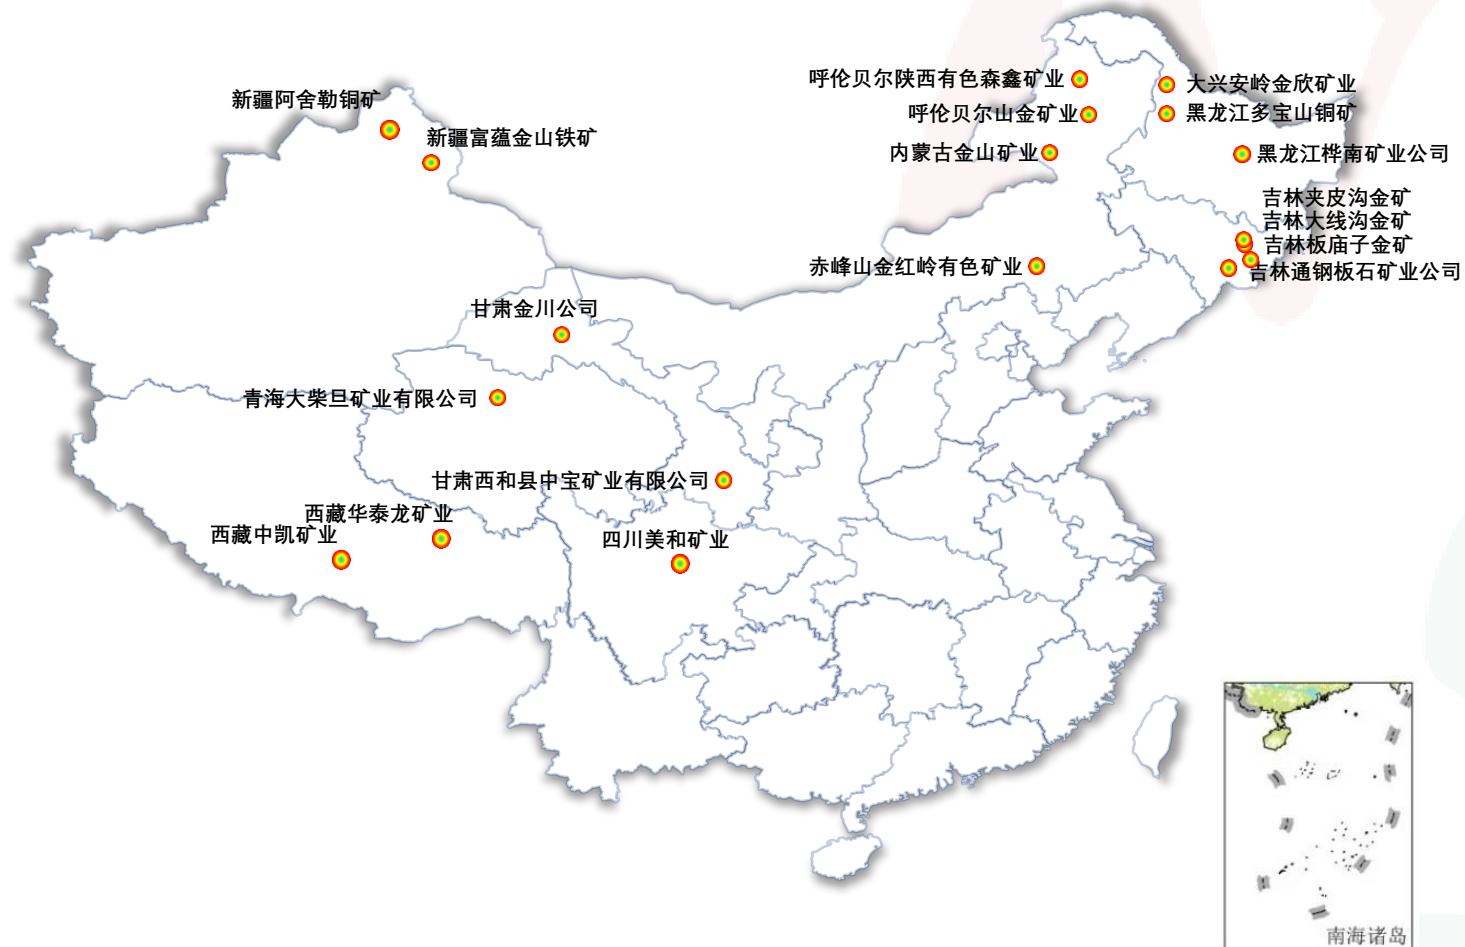 呼伦贝尔陕西有色森鑫矿业
大兴安岭金欣矿业
新疆阿舍勒铜矿
呼伦贝尔山金矿业
黑龙江多宝山铜矿
新疆富蕴金山铁矿
内蒙古金山矿业
黑龙江桦南矿业公司
吉林夹皮沟金矿
吉林大线沟金矿
吉林板庙子金矿
赤峰山金红岭有色矿业
吉林通钢板石矿业公司
甘肃金川公司
青海大柴旦矿业有限公司
甘肃西和县中宝矿业有限公司
西藏华泰龙矿业
西藏中凯矿业
四川美和矿业
南海诸岛